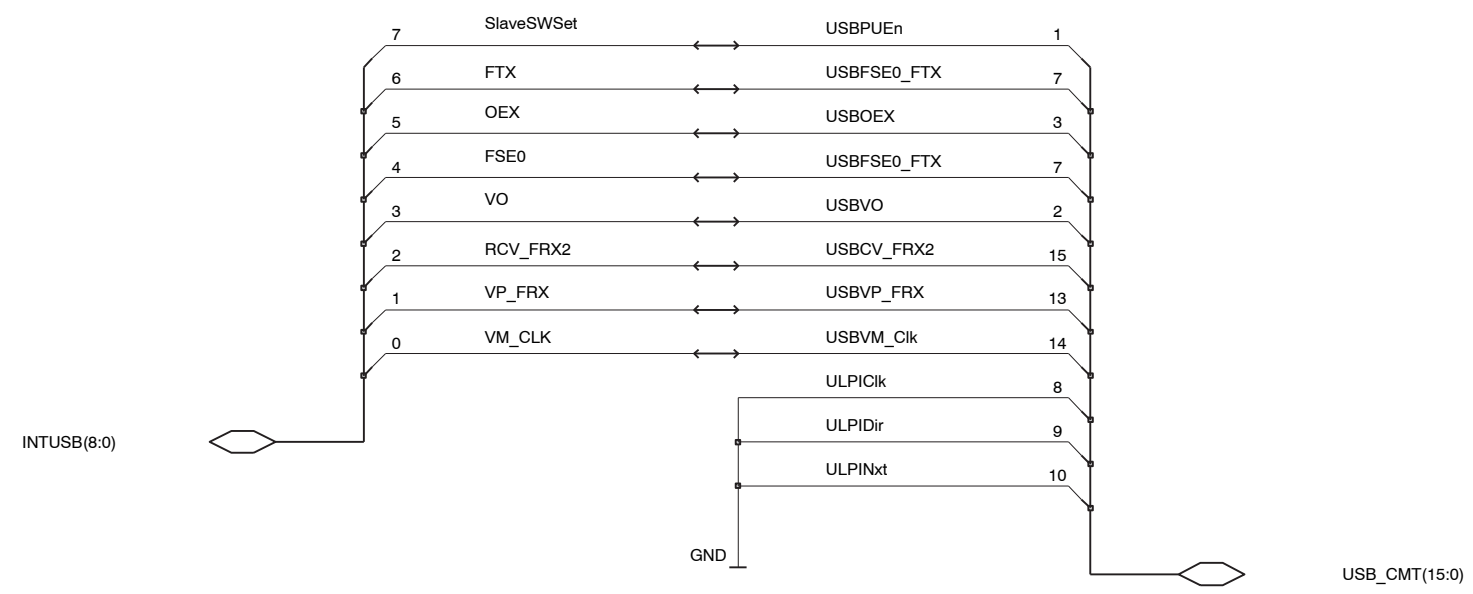 7 SlaveSWSet USBPUEn 1
6 FTX USBFSE0_FTX 7
5 OEX USBOEX 3
4 FSE0 USBFSE0_FTX 7
3 VO USBVO 2
2 RCV_FRX2 USBCV_FRX2 15
1 VP_FRX USBVP_FRX 13
0 VM_CLK USBVM_Clk 14
ULPIClk 8
ULPIDir 9
INTUSB(8:0)
ULPINxt 10
GND
USB_CMT(15:0)